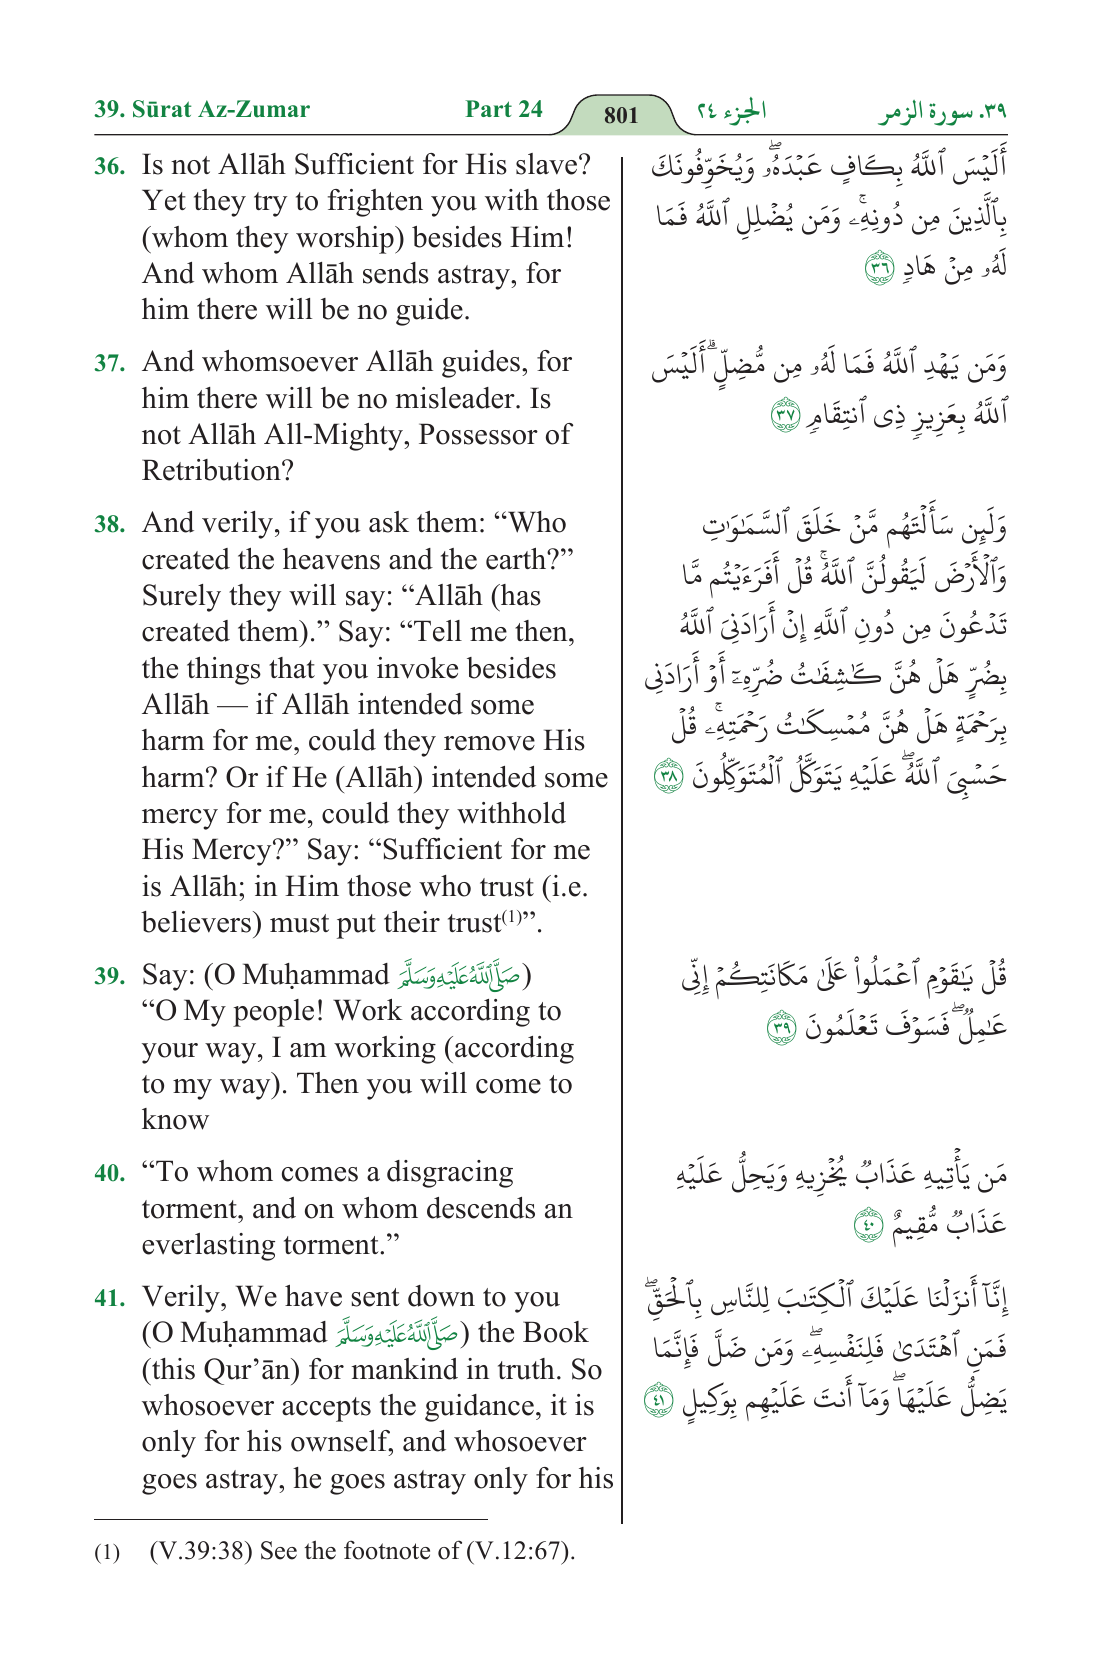 39. Sūrat Az-Zumar Part 24 801 الجزء ٢٤ ٣٩. سورة الزمر
36. Is not Allāh Sufficient for His slave?
Yet they try to frighten you with those
(whom they worship) besides Him!
And whom Allāh sends astray, for
him there will be no guide.
37. And whomsoever Allāh guides, for
him there will be no misleader. Is
not Allāh All-Mighty, Possessor of
Retribution?
38. And verily, if you ask them: “Who
created the heavens and the earth?”
Surely they will say: “Allāh (has
created them).” Say: “Tell me then,
the things that you invoke besides
Allāh — if Allāh intended some
harm for me, could they remove His
harm? Or if He (Allāh) intended some
mercy for me, could they withhold
His Mercy?” Say: “Sufficient for me
is Allāh; in Him those who trust (i.e.
believers) must put their trust(1)”.
39. Say: (O Muḥammad صَلَّى اللَّهُ عَلَيْهِ وَسَلَّمَ)
“O My people! Work according to
your way, I am working (according
to my way). Then you will come to
know
40. “To whom comes a disgracing
torment, and on whom descends an
everlasting torment.”
41. Verily, We have sent down to you
(O Muḥammad صَلَّى اللَّهُ عَلَيْهِ وَسَلَّمَ) the Book
(this Qur’ān) for mankind in truth. So
whosoever accepts the guidance, it is
only for his ownself, and whosoever
goes astray, he goes astray only for his
أَلَيْسَ ٱللَّهُ بِكَافٍ عَبْدَهُۥۖ وَيُخَوِّفُونَكَ
بِٱلَّذِينَ مِن دُونِهِۦۚ وَمَن يُضْلِلِ ٱللَّهُ فَمَا
لَهُۥ مِنْ هَادٍ ٣٦
وَمَن يَهْدِ ٱللَّهُ فَمَا لَهُۥ مِن مُّضِلٍّۗ أَلَيْسَ
ٱللَّهُ بِعَزِيزٍ ذِى ٱنتِقَامٍ ٣٧
وَلَئِن سَأَلْتَهُم مَّنْ خَلَقَ ٱلسَّمَٰوَٰتِ
وَٱلْأَرْضَ لَيَقُولُنَّ ٱللَّهُۚ قُلْ أَفَرَءَيْتُم مَّا
تَدْعُونَ مِن دُونِ ٱللَّهِ إِنْ أَرَادَنِىَ ٱللَّهُ
بِضُرٍّ هَلْ هُنَّ كَٰشِفَٰتُ ضُرِّهِۦٓ أَوْ أَرَادَنِى
بِرَحْمَةٍ هَلْ هُنَّ مُمْسِكَٰتُ رَحْمَتِهِۦۚ قُلْ
حَسْبِىَ ٱللَّهُۖ عَلَيْهِ يَتَوَكَّلُ ٱلْمُتَوَكِّلُونَ ٣٨
قُلْ يَٰقَوْمِ ٱعْمَلُوا۟ عَلَىٰ مَكَانَتِكُمْ إِنِّى
عَٰمِلٌۖ فَسَوْفَ تَعْلَمُونَ ٣٩
مَن يَأْتِيهِ عَذَابٌ يُخْزِيهِ وَيَحِلُّ عَلَيْهِ
عَذَابٌ مُّقِيمٌ ٤٠
إِنَّآ أَنزَلْنَا عَلَيْكَ ٱلْكِتَٰبَ لِلنَّاسِ بِٱلْحَقِّۖ
فَمَنِ ٱهْتَدَىٰ فَلِنَفْسِهِۦۖ وَمَن ضَلَّ فَإِنَّمَا
يَضِلُّ عَلَيْهَاۖ وَمَآ أَنتَ عَلَيْهِم بِوَكِيلٍ ٤١
(1) (V.39:38) See the footnote of (V.12:67).